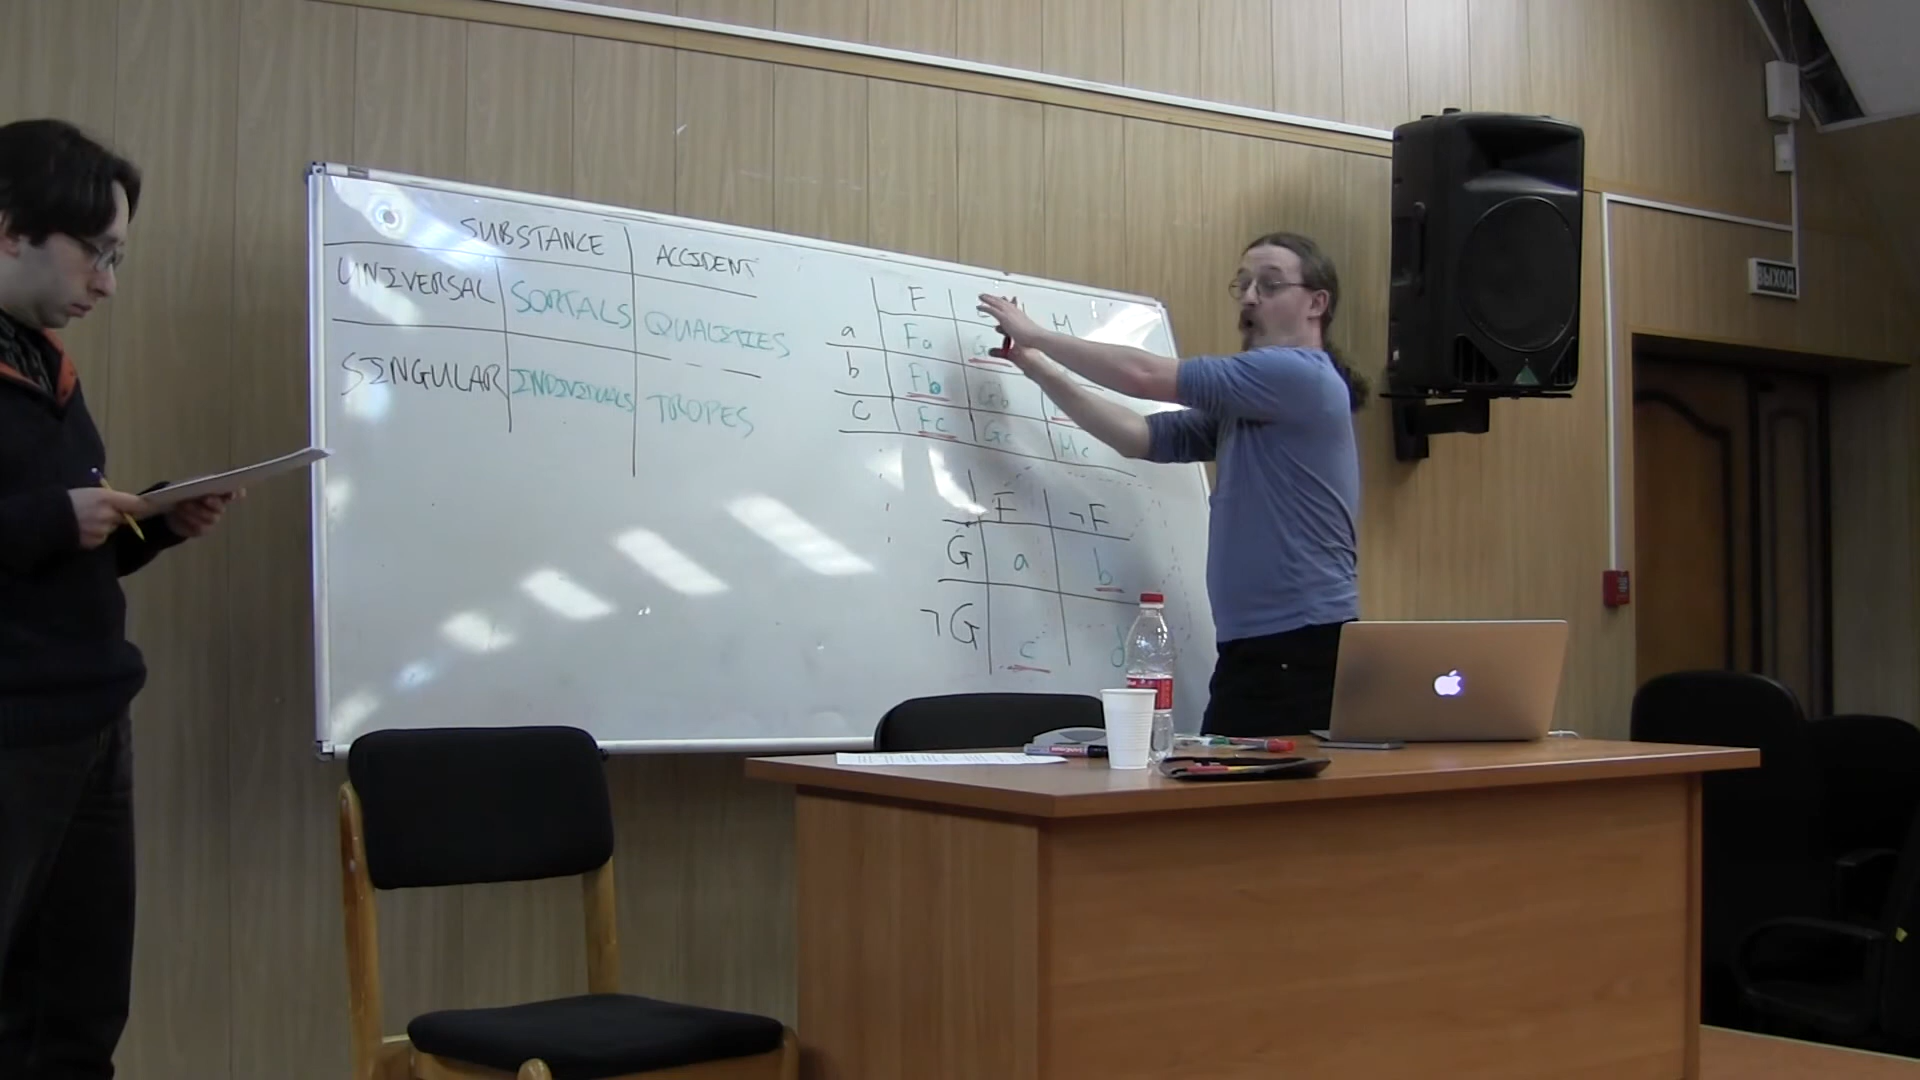 SUBSTANCE ACCIDENT
UNIVERSAL SORTALS QUALITIES
SINGULAR INDIVIDUALS TROPES
F M
a Fa
b Fb Gb
c Fc Gc Mc
F ¬F
G a b
¬G c d
ВЫХОД